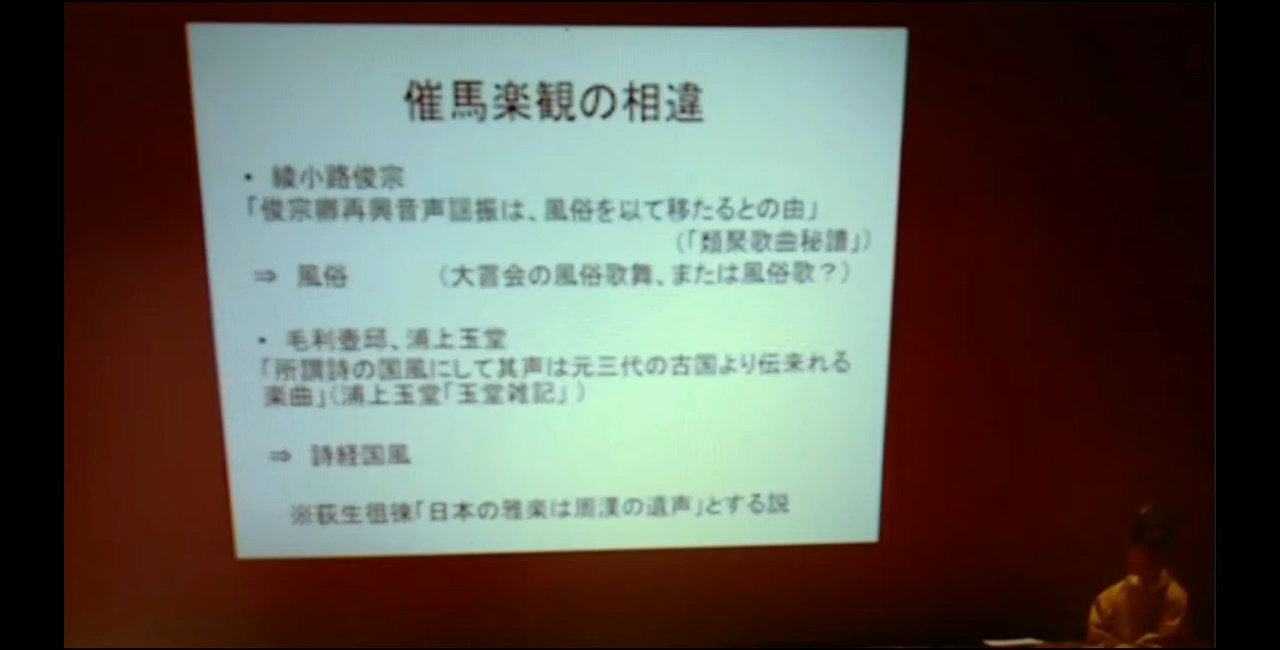 催馬楽観の相違
・ 綾小路俊宗
「俊宗卿再興音声謡振は、風俗を以て移たるとの由」
(「類聚歌曲秘譜」)
⇒ 風俗 (大嘗会の風俗歌舞、または風俗歌？)
・ 毛利壺邱、浦上玉堂
「所謂詩の国風にして其声は元三代の古国より伝来れる
楽曲」(浦上玉堂「玉堂雑記」)
⇒ 詩経国風
※荻生徂徠「日本の雅楽は周漢の遺声」とする説